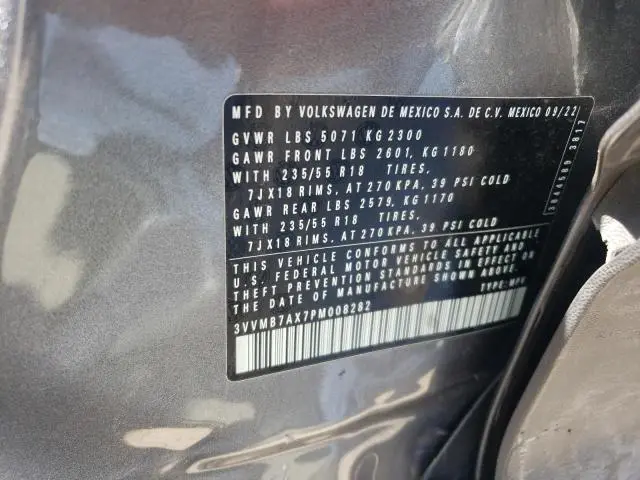 MFD BY VOLKSWAGEN DE MEXICO S.A. DE C.V. MEXICO 09/22
GVWR LBS 5071 KG 2300
GAWR FRONT LBS 2601, KG 1180
WITH 235/55 R18 TIRES,
7JX18 RIMS, AT 270 KPA, 39 PSI COLD
GAWR REAR LBS 2579, KG 1170
WITH 235/55 R18 TIRES,
7JX18 RIMS, AT 270 KPA, 39 PSI COLD
THIS VEHICLE CONFORMS TO ALL APPLICABLE
U.S. FEDERAL MOTOR VEHICLE SAFETY AND
THEFT PREVENTION STANDARDS IN EFFECT ON
THE DATE OF MANUFACTURE SHOWN ABOVE.
TYPE: MPV
3VVMB7AX7PM008282
3044589 3817